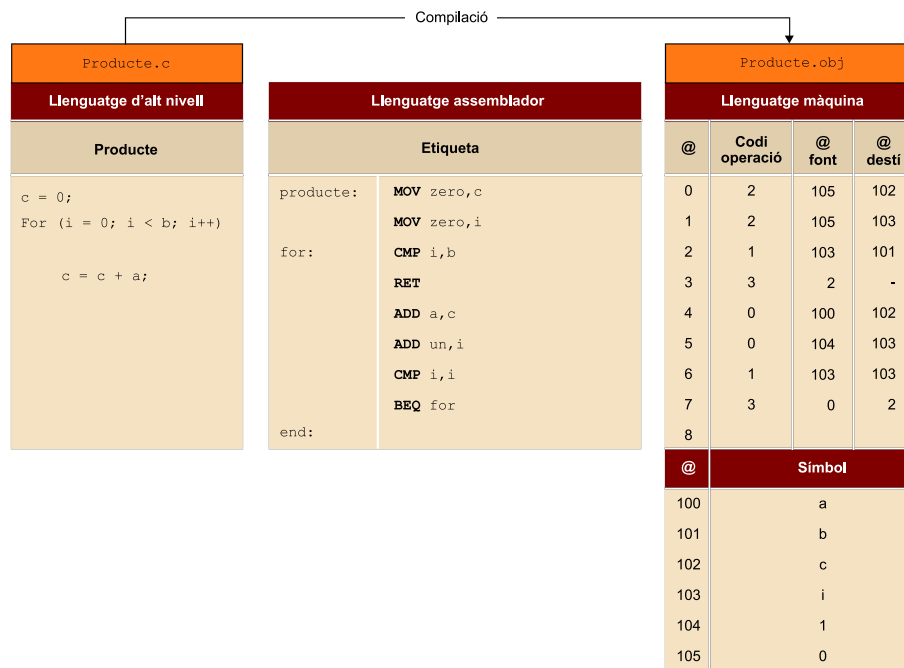 Compilació
Producte.c
Llenguatge d'alt nivell
Producte
c = 0;
For (i = 0; i < b; i++)
c = c + a;
Llenguatge assemblador
Etiqueta
producte: MOV zero,c
MOV zero,i
for: CMP i,b
RET
ADD a,c
ADD un,i
CMP i,i
BEQ for
end:
Producte.obj
Llenguatge màquina
@ Codi operació @ font @ destí
0 2 105 102
1 2 105 103
2 1 103 101
3 3 2 -
4 0 100 102
5 0 104 103
6 1 103 103
7 3 0 2
8
@ Símbol
100 a
101 b
102 c
103 i
104 1
105 0